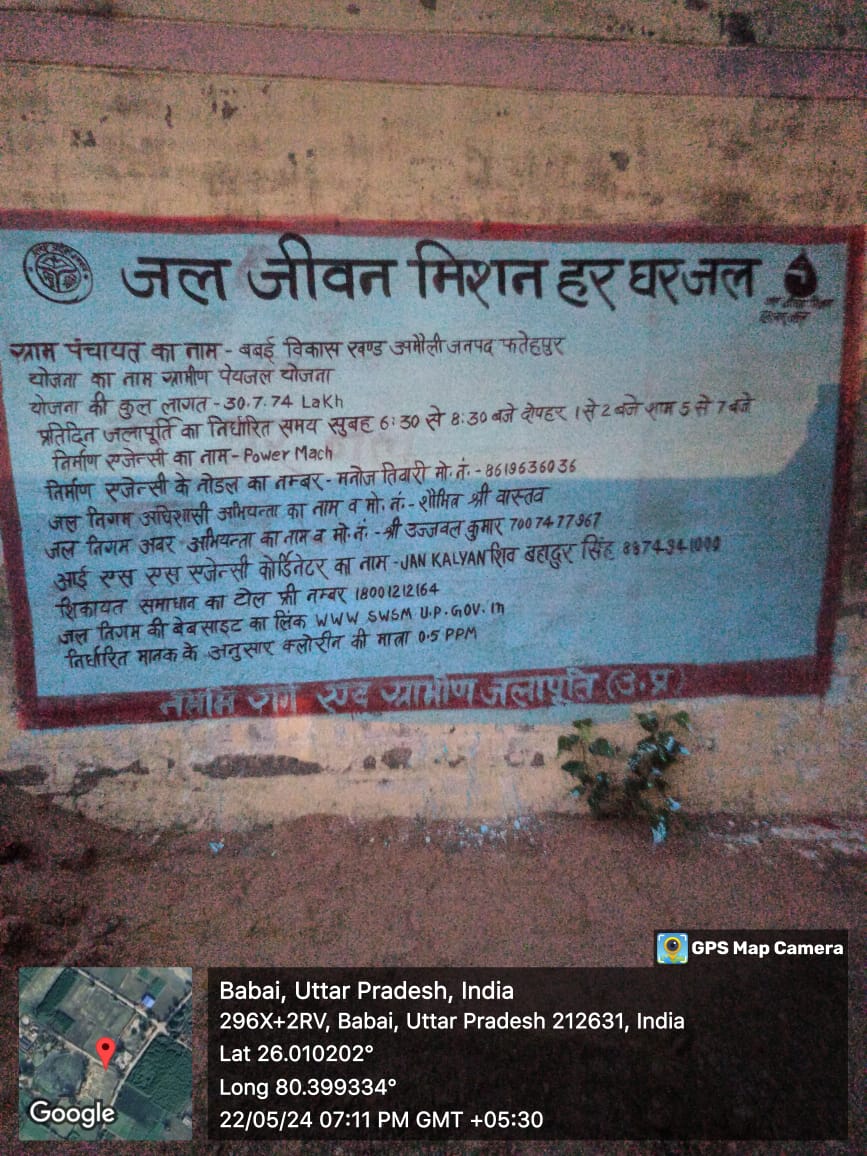 जल जीवन मिशन हर घर जल
ग्राम पंचायत का नाम - बबई विकास खण्ड अमौली जनपद फतेहपुर
योजना का नाम ग्रामीण पेयजल योजना
योजना की कुल लागत - 30.7.74 LaKh
प्रतिदिन जलापूर्ति का निर्धारित समय सुबह 6:30 से 8:30 बजे दोपहर 1 से 2 बजे शाम 5 से 7 बजे
निर्माण एजेन्सी का नाम - Power Mach
निर्माण एजेन्सी के नोडल का नम्बर - मनोज तिवारी मो. नं. - 8619636036
जल निगम अधिशासी अभियन्ता का नाम व मो. नं. - शौमित्र श्री वास्तव
जल निगम अवर - अभियन्ता का नाम व मो. नं. - श्री उज्जवल कुमार 7007477967
आई एस एस एजेन्सी कोर्डिनेटर का नाम - JAN KALYAN शिव बहादुर सिंह
शिकायत समाधान का टोल फ्री नम्बर 18001212164
जल निगम की बेबसाइट का लिंक WWW SWSM U.P. GOV. in
निर्धारित मानक के अनुसार क्लोरीन की मात्रा 0.5 PPM
नमामि गंगे एवं ग्रामीण जलापूर्ति (उ.प्र)
GPS Map Camera
Babai, Uttar Pradesh, India
296X+2RV, Babai, Uttar Pradesh 212631, India
Lat 26.010202°
Long 80.399334°
22/05/24 07:11 PM GMT +05:30
Google